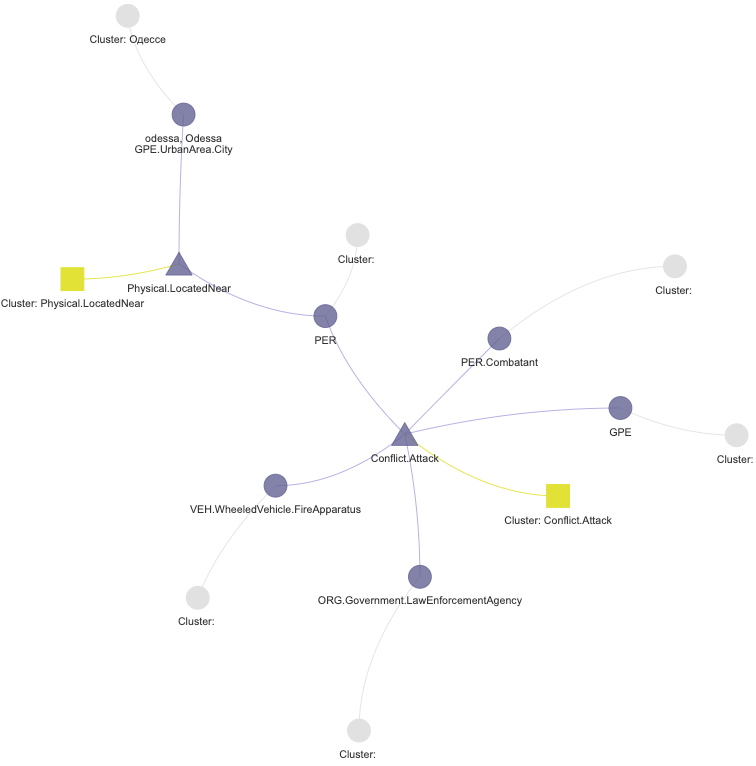 Cluster: Одессе
odessa, Odessa
GPE.UrbanArea.City
Cluster:
Physical.LocatedNear
Cluster:
Cluster: Physical.LocatedNear
PER
PER.Combatant
GPE
Conflict.Attack
Cluster:
VEH.WheeledVehicle.FireApparatus
Cluster: Conflict.Attack
ORG.Government.LawEnforcementAgency
Cluster:
Cluster: